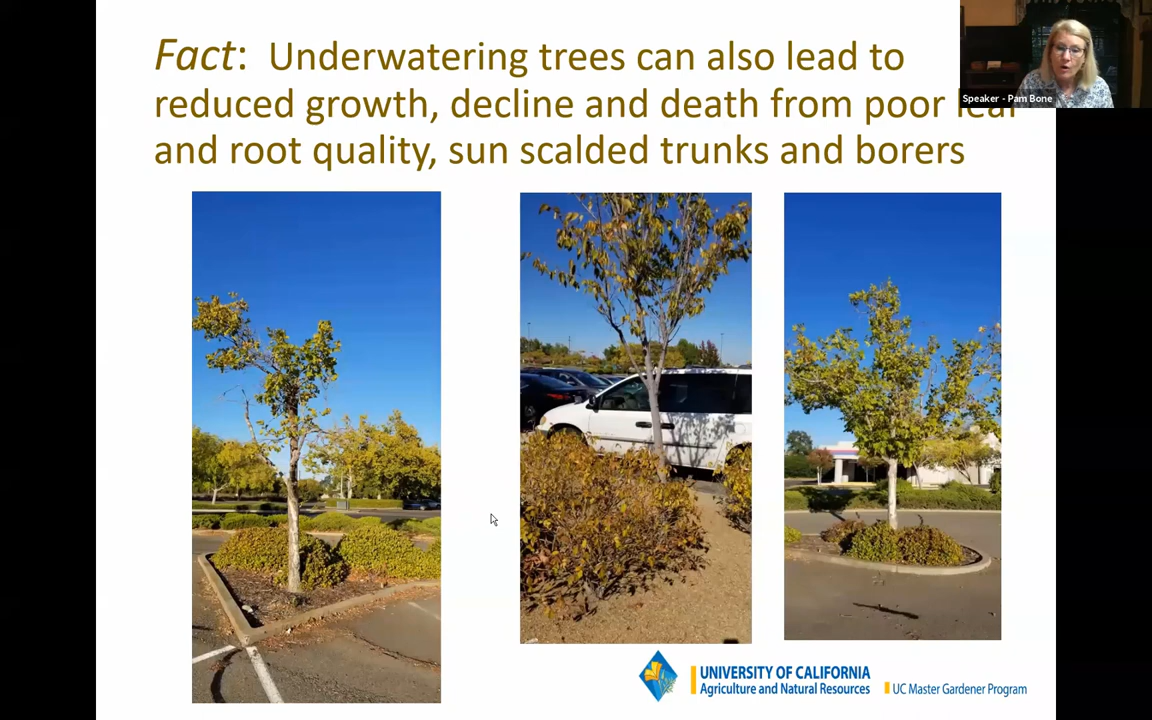 Fact: Underwatering trees can also lead to
reduced growth, decline and death from poor leaf
and root quality, sun scalded trunks and borers
Speaker - Pam Bone
UNIVERSITY OF CALIFORNIA
Agriculture and Natural Resources
UC Master Gardener Program